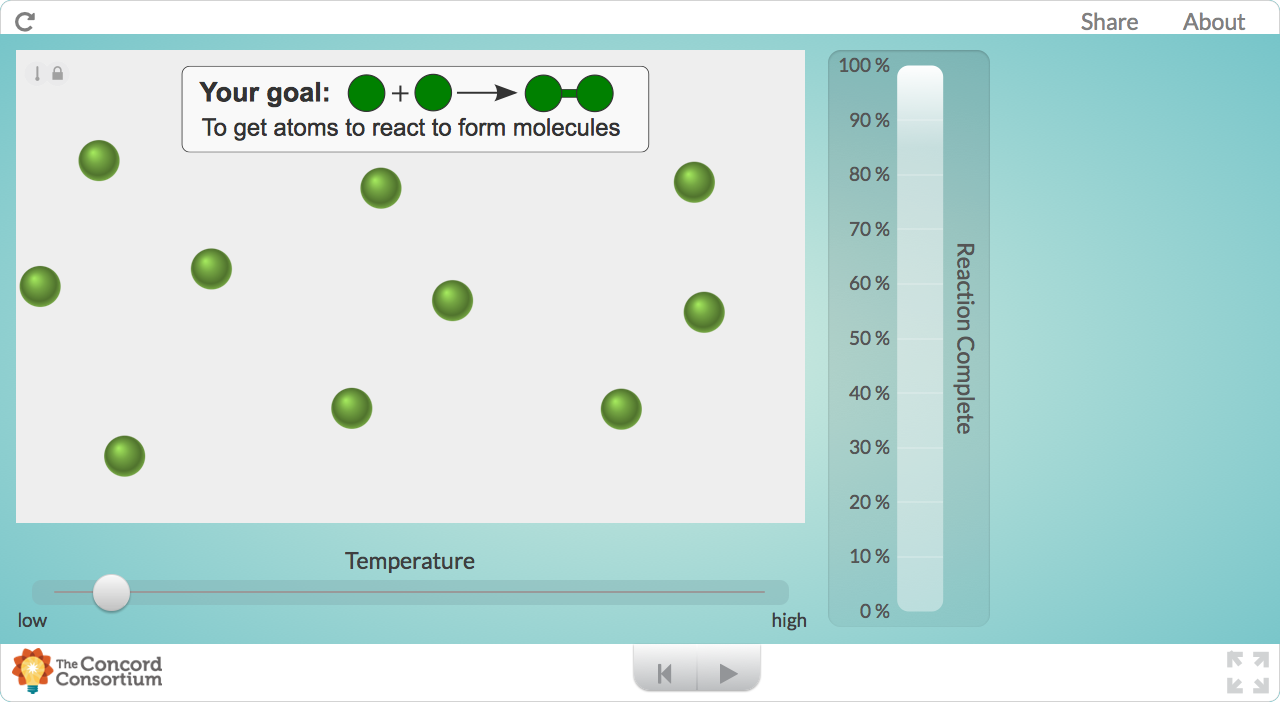 Share
About
Your goal:
+
To get atoms to react to form molecules
100 %
90 %
80 %
70 %
60 %
50 %
40 %
30 %
20 %
10 %
0 %
Reaction Complete
Temperature
low
high
The Concord
Consortium